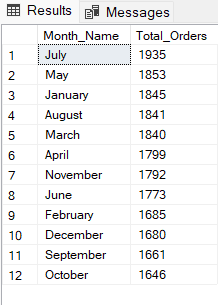 Results Messages
Month_Name Total_Orders
1 July 1935
2 May 1853
3 January 1845
4 August 1841
5 March 1840
6 April 1799
7 November 1792
8 June 1773
9 February 1685
10 December 1680
11 September 1661
12 October 1646